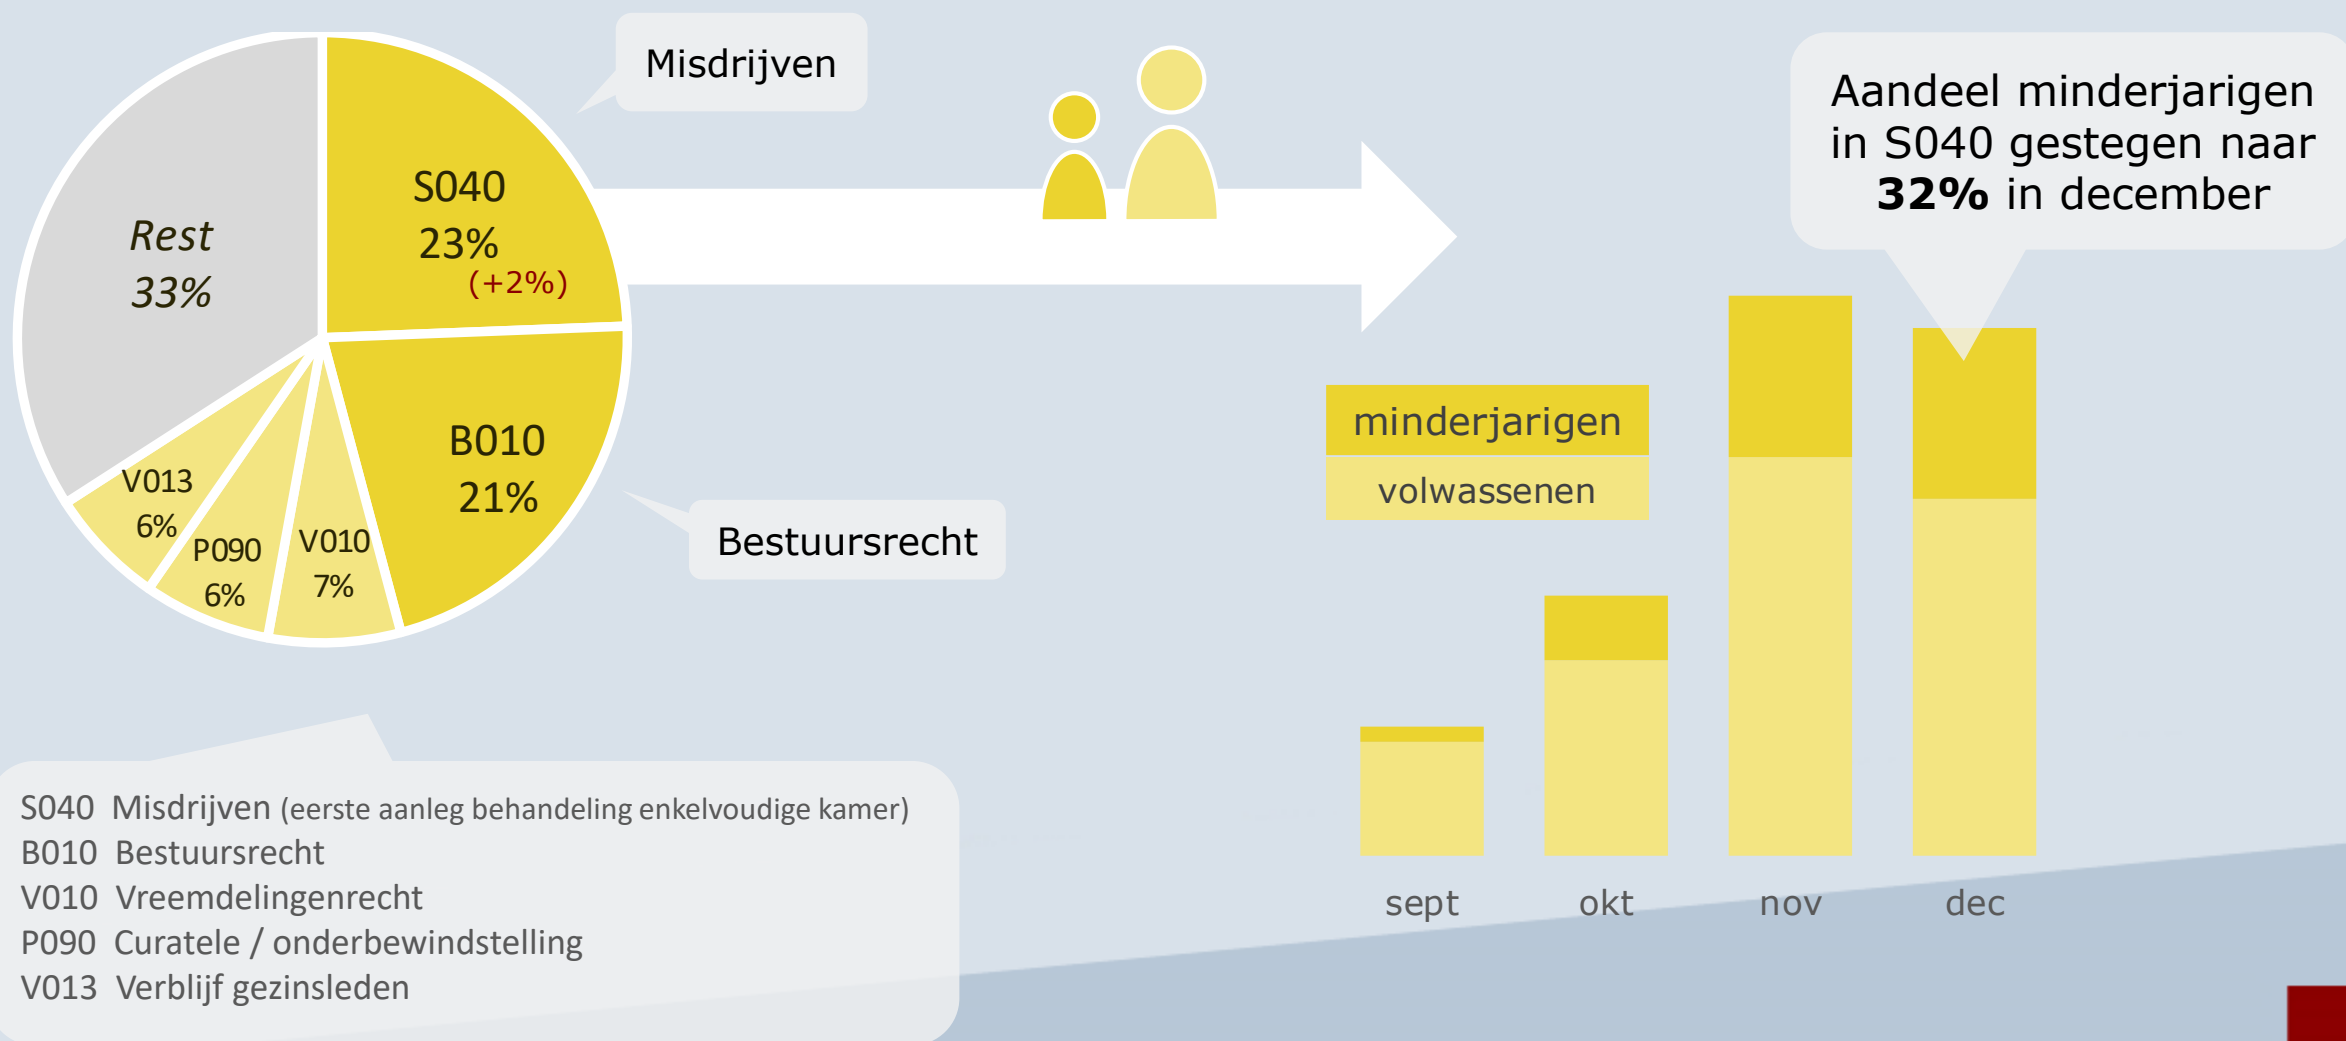 Misdrijven
S040
23%
(+2%)
Rest
33%
B010
21%
V013
6%
P090
6%
V010
7%
Bestuursrecht
Aandeel minderjarigen
in S040 gestegen naar
32% in december
minderjarigen
volwassenen
sept okt nov dec
S040 Misdrijven (eerste aanleg behandeling enkelvoudige kamer)
B010 Bestuursrecht
V010 Vreemdelingenrecht
P090 Curatele / onderbewindstelling
V013 Verblijf gezinsleden